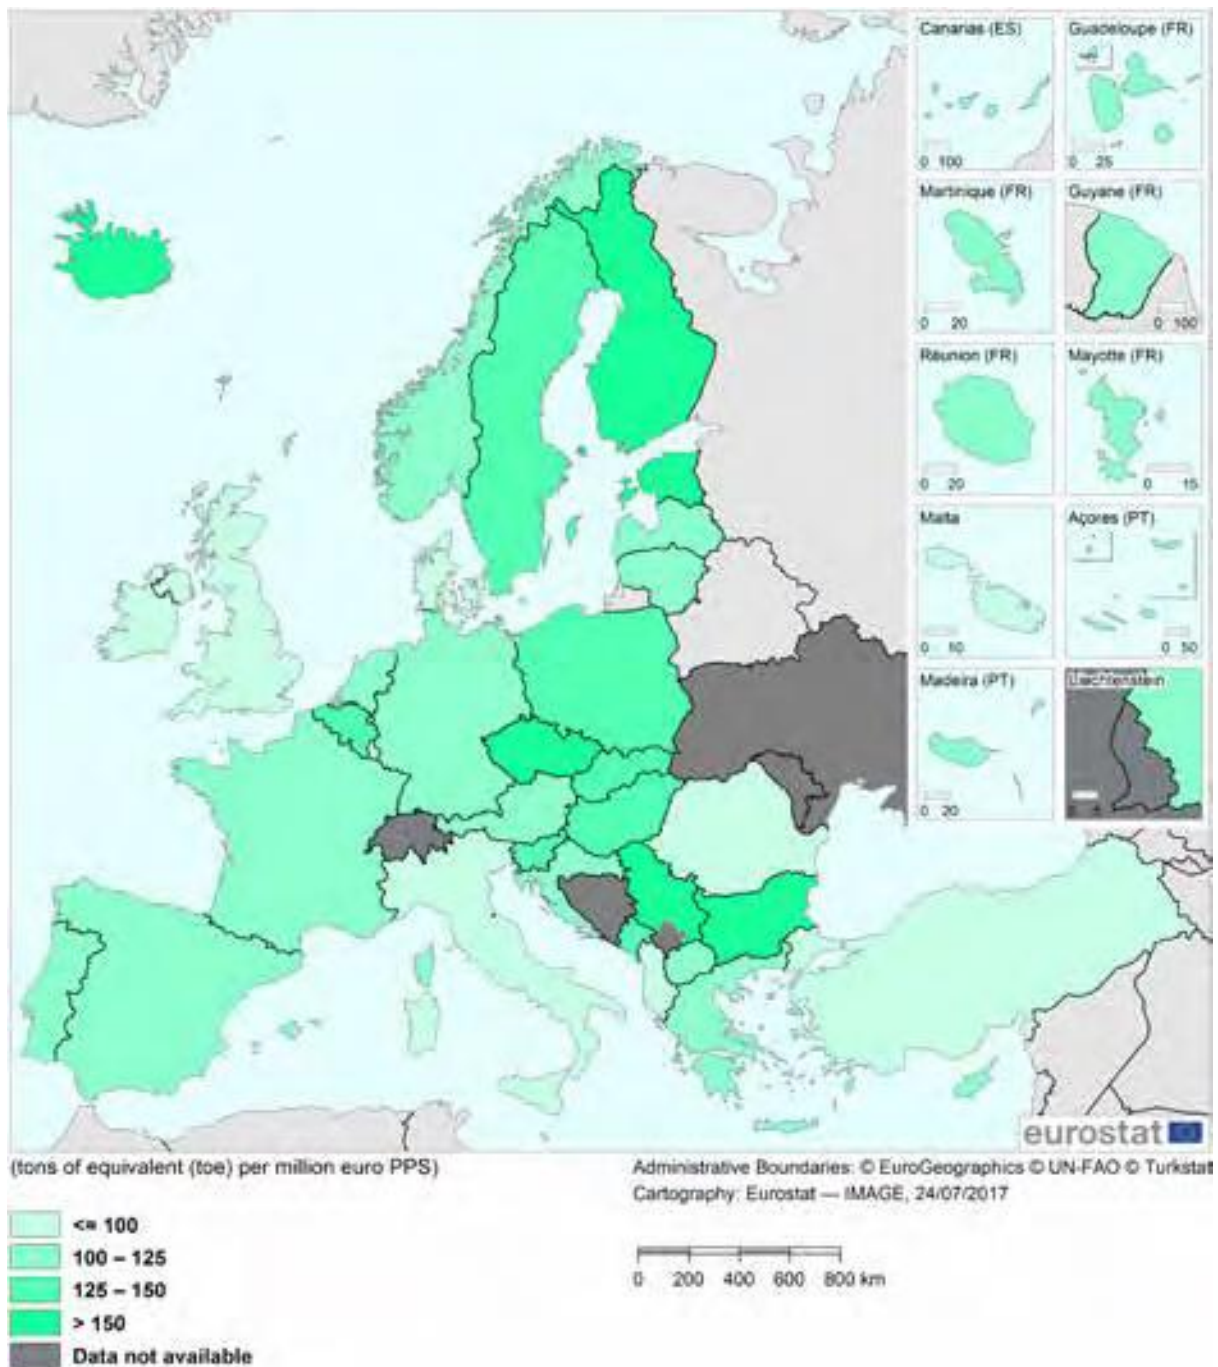 Canarias (ES)
0 100
Guadeloupe (FR)
0 25
Martinique (FR)
0 20
Guyane (FR)
0 100
Réunion (FR)
0 20
Mayotte (FR)
0 15
Malta
0 10
Açores (PT)
0 50
Madeira (PT)
0 20
Liechtenstein
eurostat
(tons of equivalent (toe) per million euro PPS)
Administrative Boundaries: © EuroGeographics © UN-FAO © Turkstat
Cartography: Eurostat — IMAGE, 24/07/2017
<= 100
100 – 125
125 – 150
> 150
Data not available
0 200 400 600 800 km